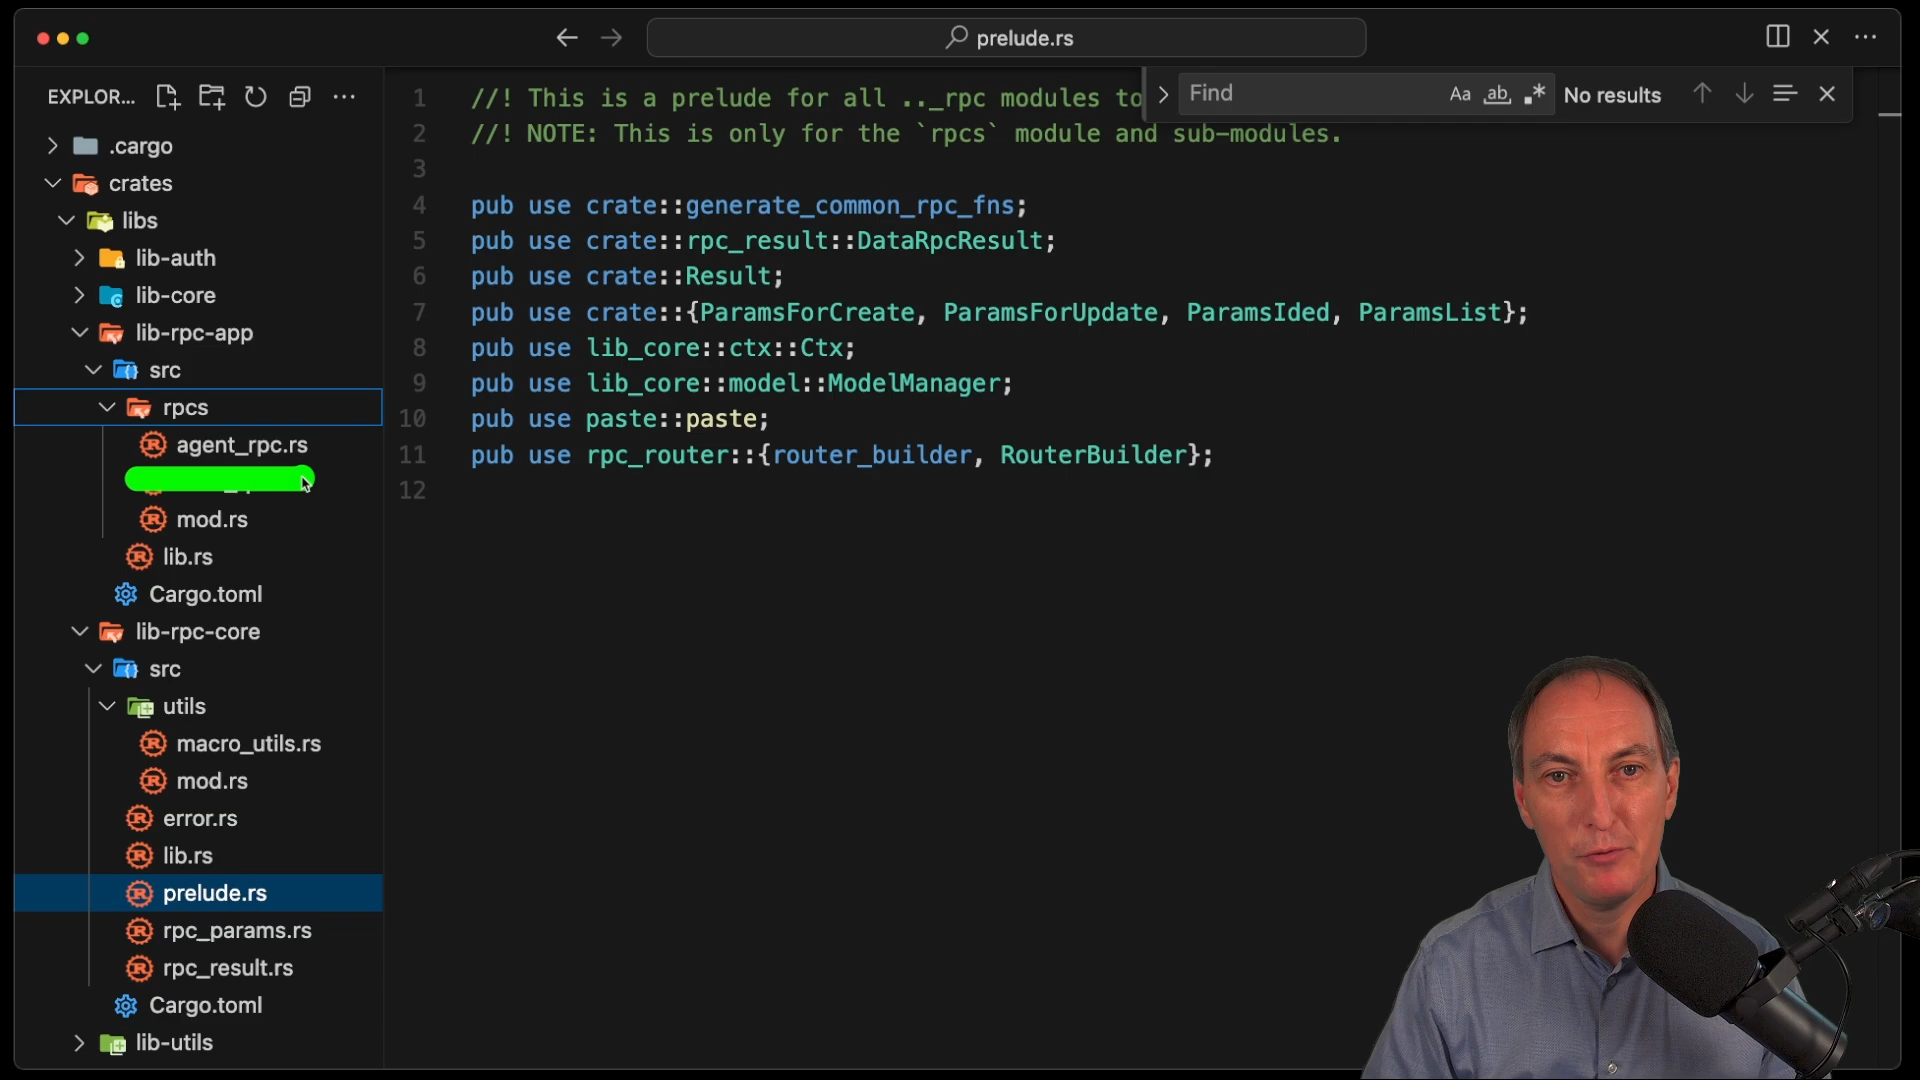 prelude.rs
EXPLOR...
.cargo
crates
libs
lib-auth
lib-core
lib-rpc-app
src
rpcs
agent_rpc.rs
mod.rs
lib.rs
Cargo.toml
lib-rpc-core
src
utils
macro_utils.rs
mod.rs
error.rs
lib.rs
prelude.rs
rpc_params.rs
rpc_result.rs
Cargo.toml
lib-utils
Find
Aa
ab
.*
No results
1 //! This is a prelude for all .._rpc modules to
2 //! NOTE: This is only for the `rpcs` module and sub-modules.
3
4 pub use crate::generate_common_rpc_fns;
5 pub use crate::rpc_result::DataRpcResult;
6 pub use crate::Result;
7 pub use crate::{ParamsForCreate, ParamsForUpdate, ParamsIded, ParamsList};
8 pub use lib_core::ctx::Ctx;
9 pub use lib_core::model::ModelManager;
10 pub use paste::paste;
11 pub use rpc_router::{router_builder, RouterBuilder};
12